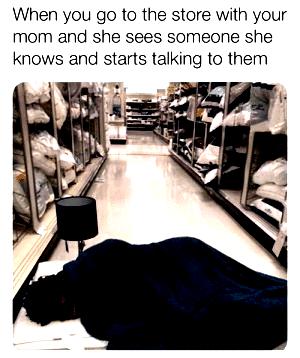 When you go to the store with your
mom and she sees someone she
knows and starts talking to them